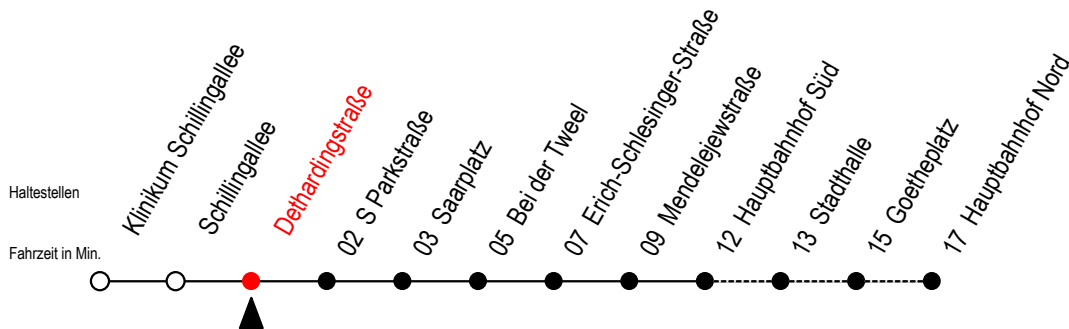 Klinikum Schillingallee
Schillingallee
Dethardingstraße
02 S Parkstraße
03 Saarplatz
05 Bei der Tweel
07 Erich-Schlesinger-Straße
09 Mendelejewstraße
12 Hauptbahnhof Süd
13 Stadthalle
15 Goetheplatz
17 Hauptbahnhof Nord
Haltestellen
Fahrzeit in Min.